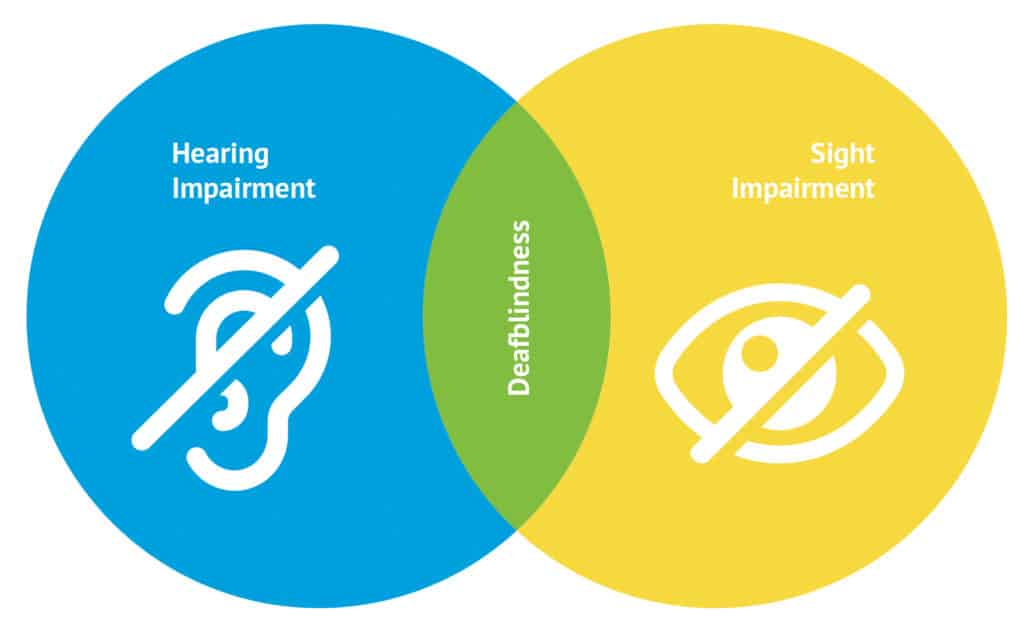 Hearing
Impairment
Deafblindness
Sight
Impairment